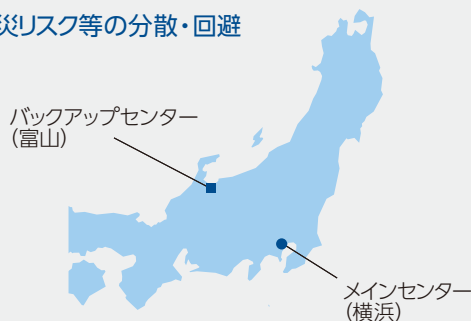 災リスク等の分散・回避
バックアップセンター
(富山)
メインセンター
(横浜)